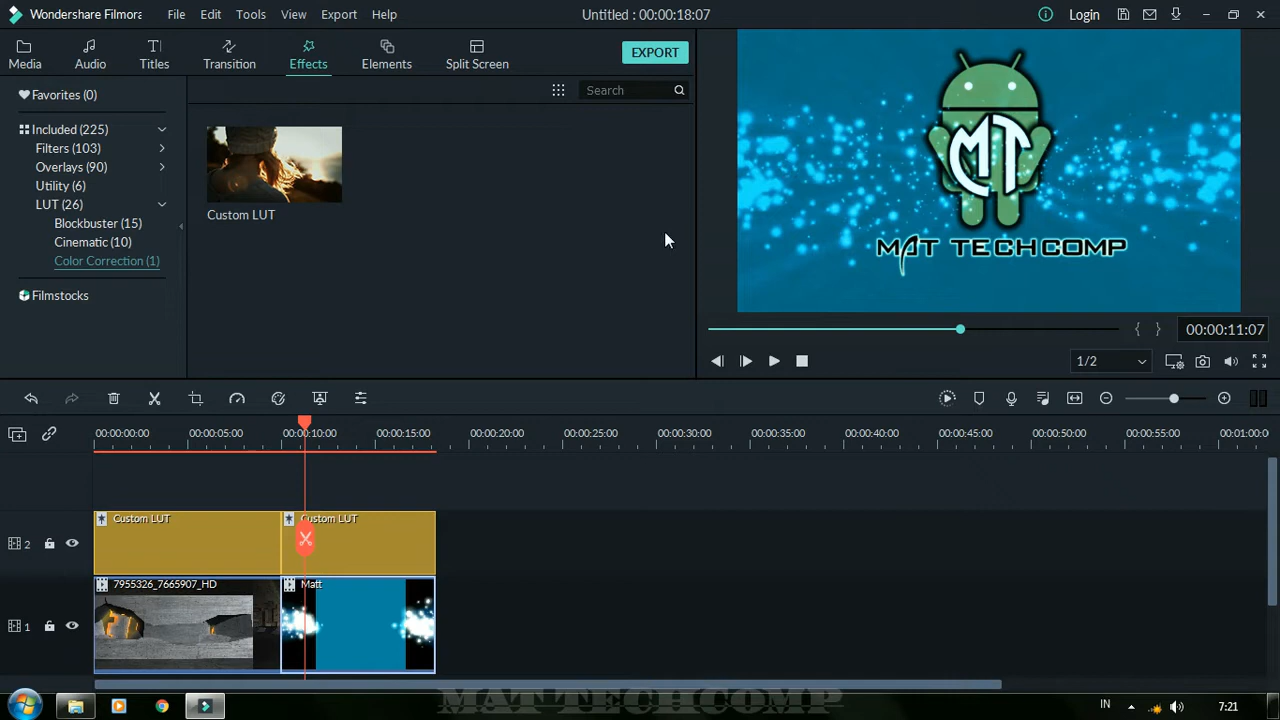 Wondershare Filmora
File Edit Tools View Export Help
Untitled : 00:00:18:07
Login
Media Audio Titles Transition Effects Elements Split Screen
EXPORT
Favorites (0)
Included (225)
Filters (103)
Overlays (90)
Utility (6)
LUT (26)
Blockbuster (15)
Cinematic (10)
Color Correction (1)
Filmstocks
Search
Custom LUT
MT
MAT TECH COMP
{ } 00:00:11:07
1/2
00:00:00:00 00:00:05:00 00:00:10:00 00:00:15:00 00:00:20:00 00:00:25:00 00:00:30:00 00:00:35:00 00:00:40:00 00:00:45:00 00:00:50:00 00:00:55:00 00:01:00:0
Custom LUT Custom LUT
2
7955326_7665907_HD Matt
1
MAT TECHCOMP
IN 7:21